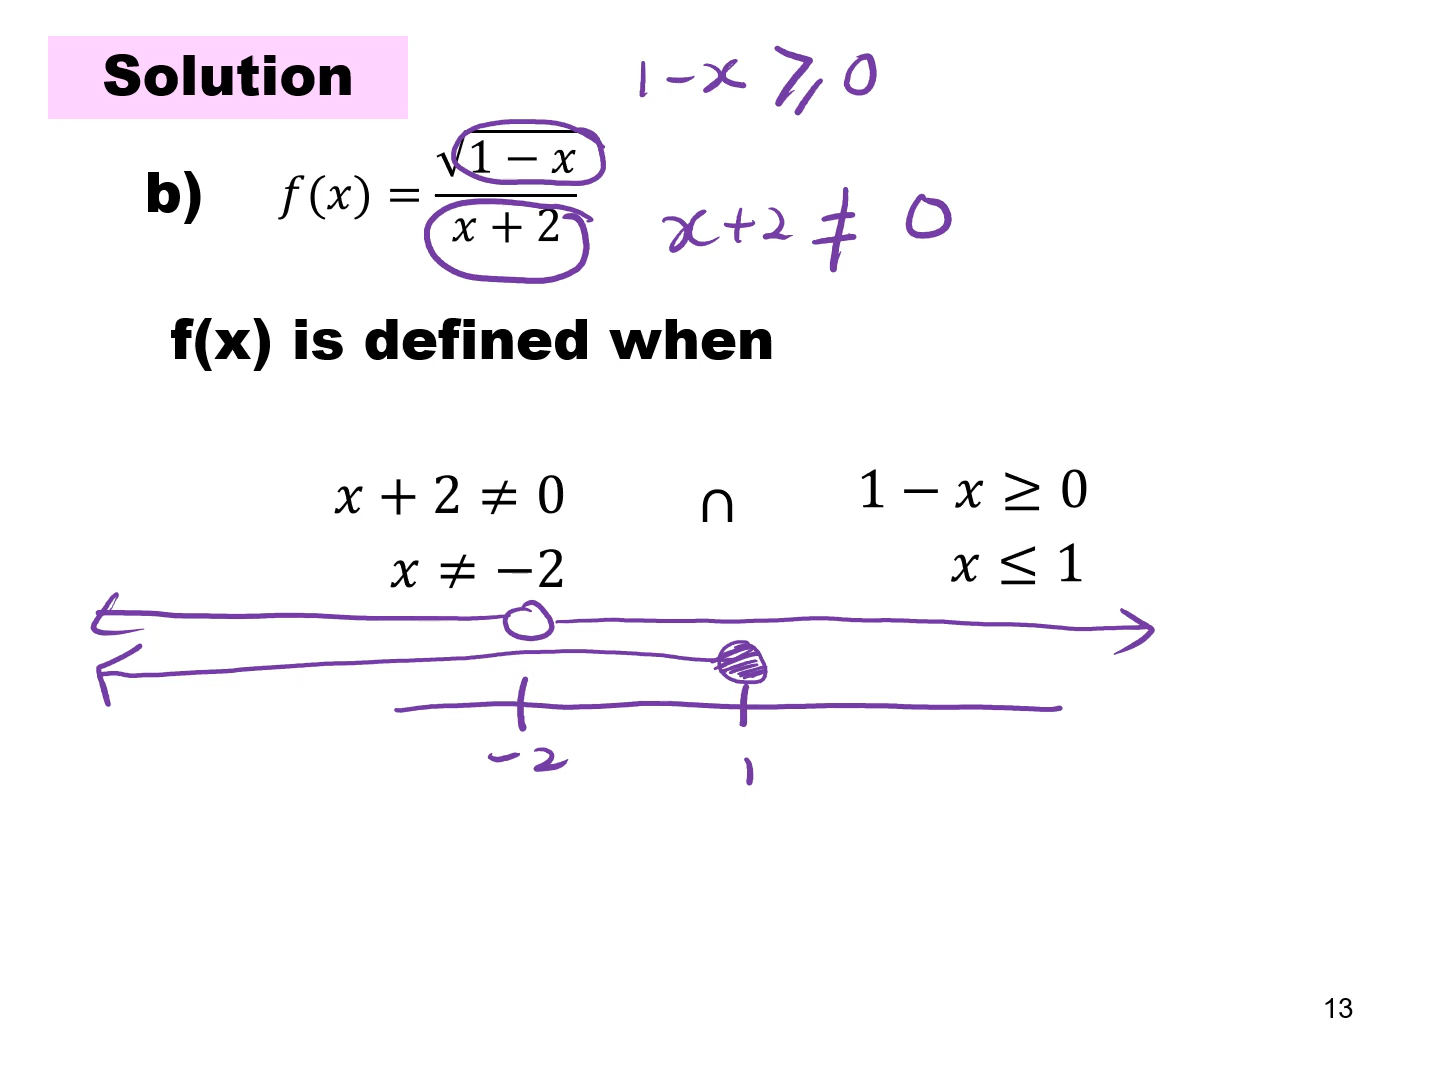 Solution
1-x ⩾ 0
b) f(x) = √(1 − x) / (x + 2)
x+2 ≠ 0
f(x) is defined when
x + 2 ≠ 0 ∩ 1 − x ≥ 0
x ≠ −2 x ≤ 1
-2 1
13